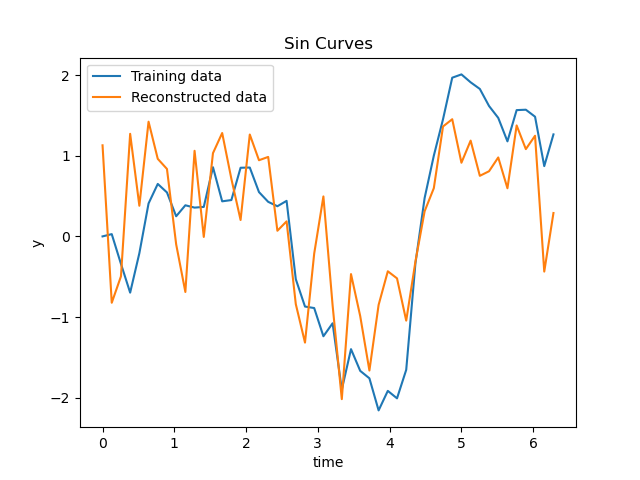 Sin Curves
Training data
Reconstructed data
y
2
1
0
−1
−2
0 1 2 3 4 5 6
time